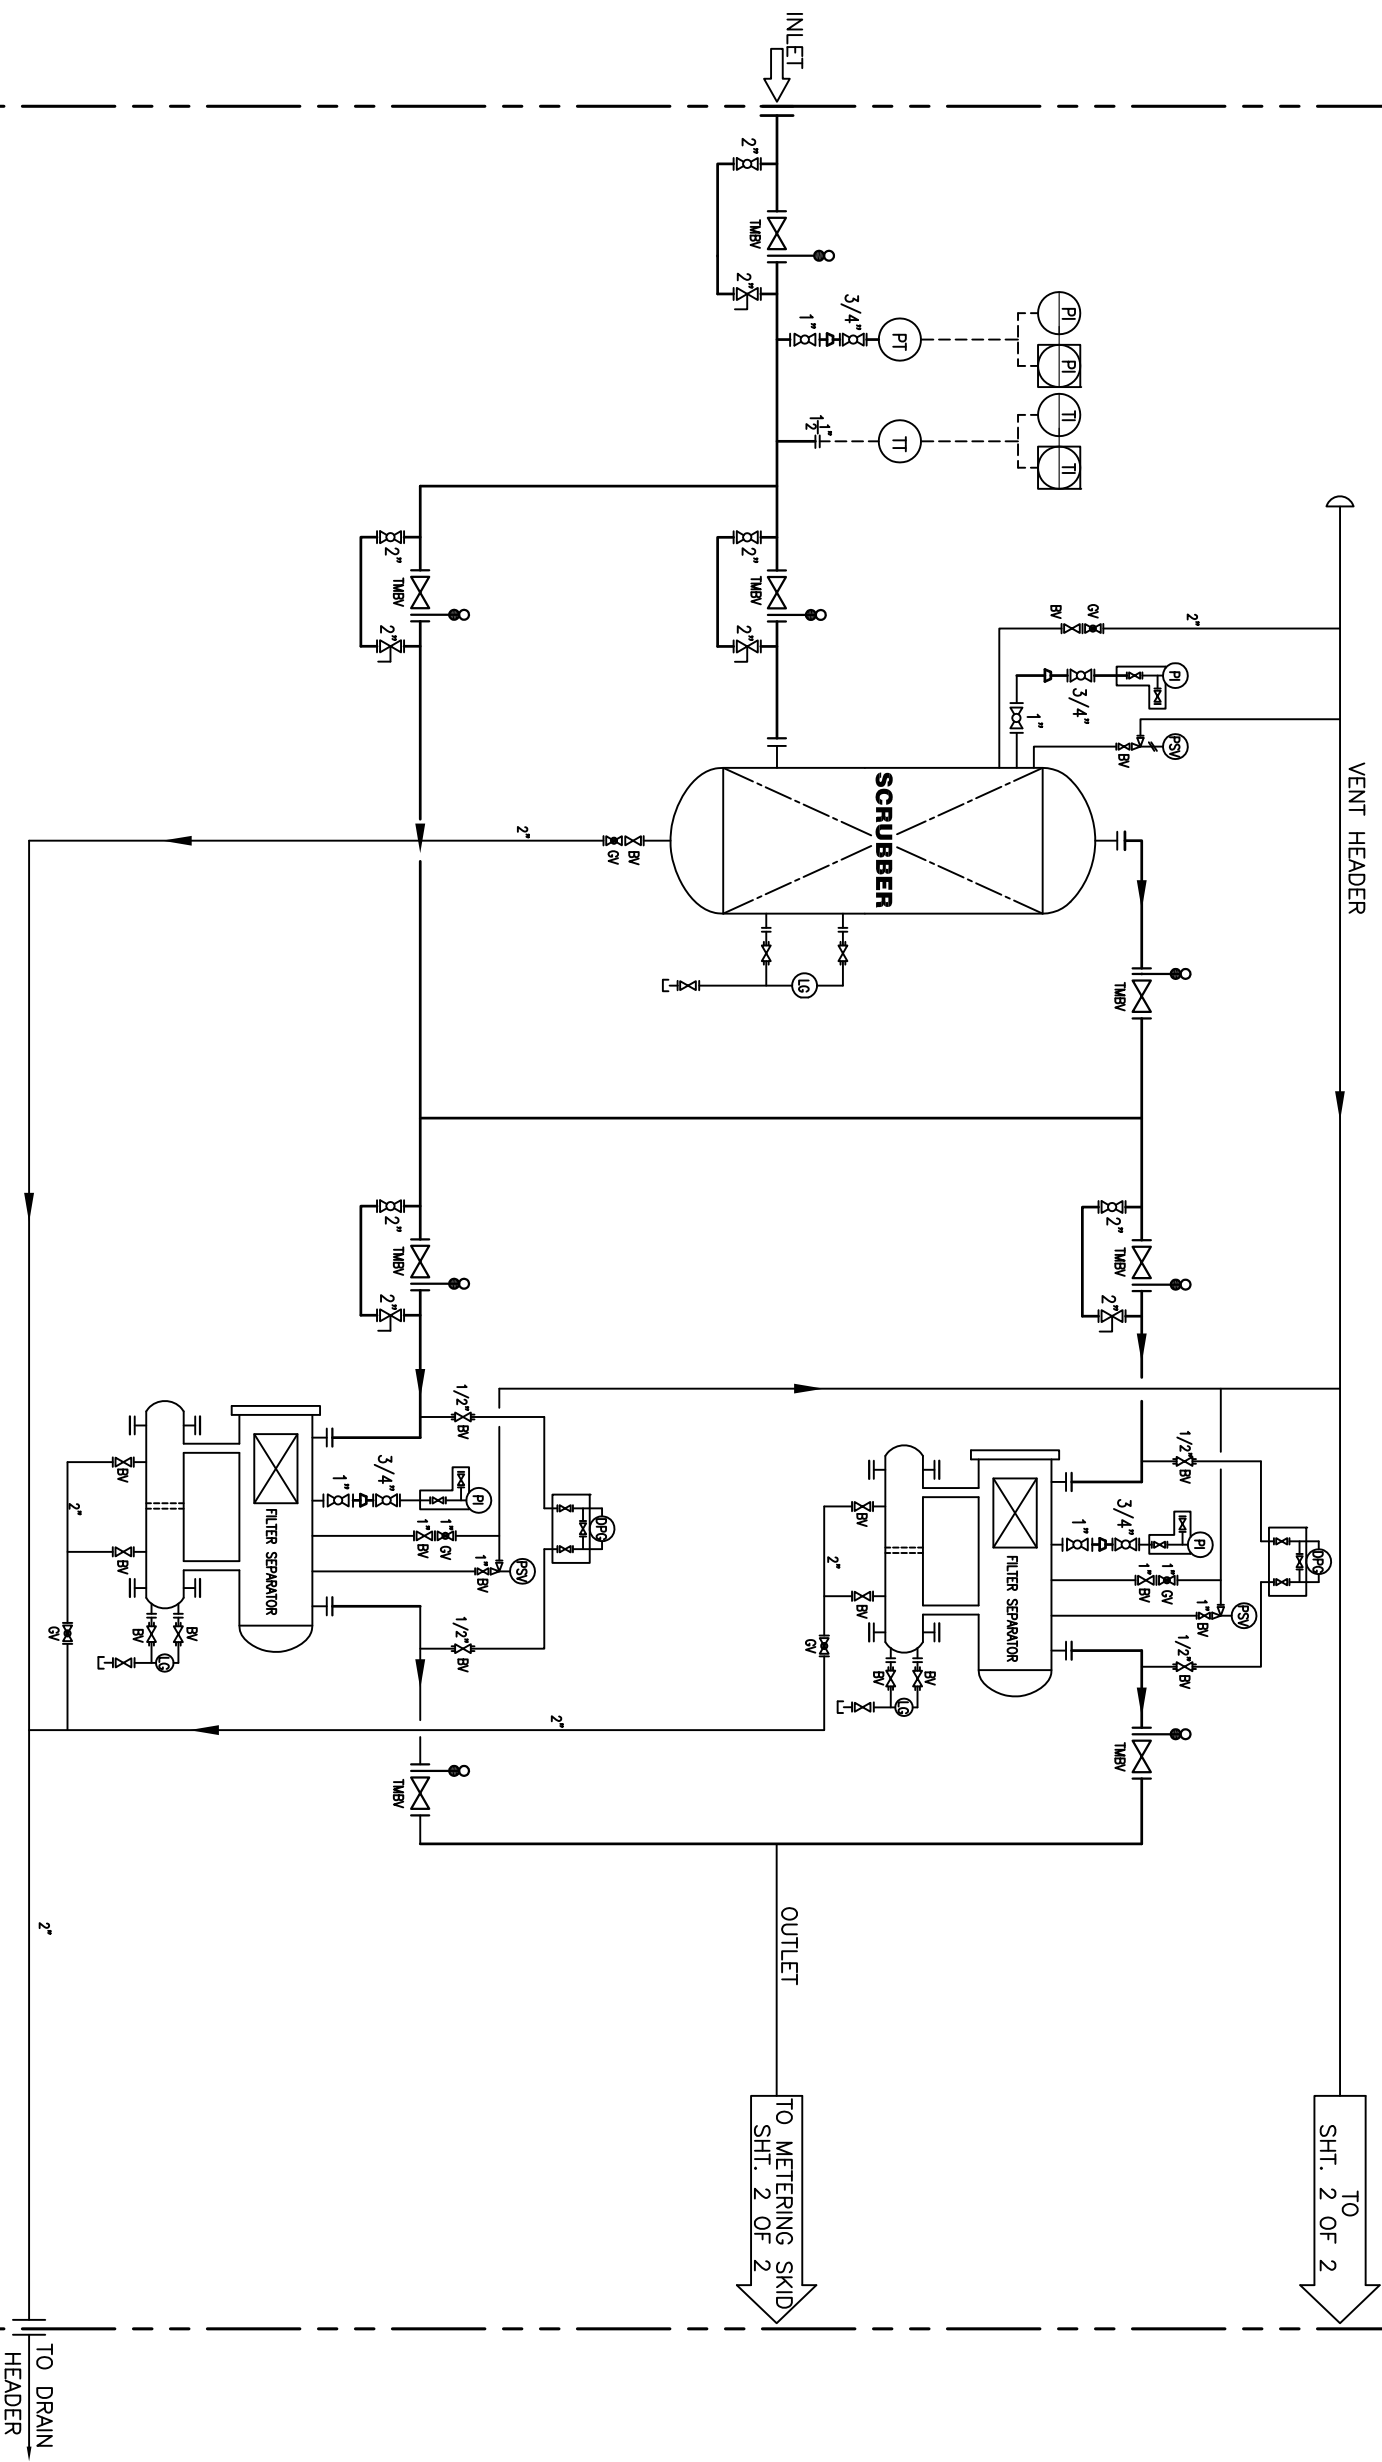 INLET
2"
TMBV
2"
1"
3/4"
PT
PI
PI
1 1/2"
TT
TI
TI
2"
TMBV
2"
2"
TMBV
2"
VENT HEADER
2"
GV
BV
PI
3/4"
1"
PSV
BV
SCRUBBER
2"
BV
GV
LG
TMBV
2"
TMBV
2"
2"
TMBV
2"
1/2"
BV
DPG
PI
3/4"
1"
1"
GV
1"
BV
PSV
1"
BV
1/2"
BV
FILTER SEPARATOR
BV
BV
2"
GV
BV
BV
LG
TMBV
1/2"
BV
DPG
PI
3/4"
1"
1"
GV
1"
BV
PSV
1"
BV
1/2"
BV
FILTER SEPARATOR
BV
BV
2"
GV
BV
BV
LG
2"
TMBV
OUTLET
2"
TO
SHT. 2 OF 2
TO METERING SKID
SHT. 2 OF 2
TO DRAIN
HEADER